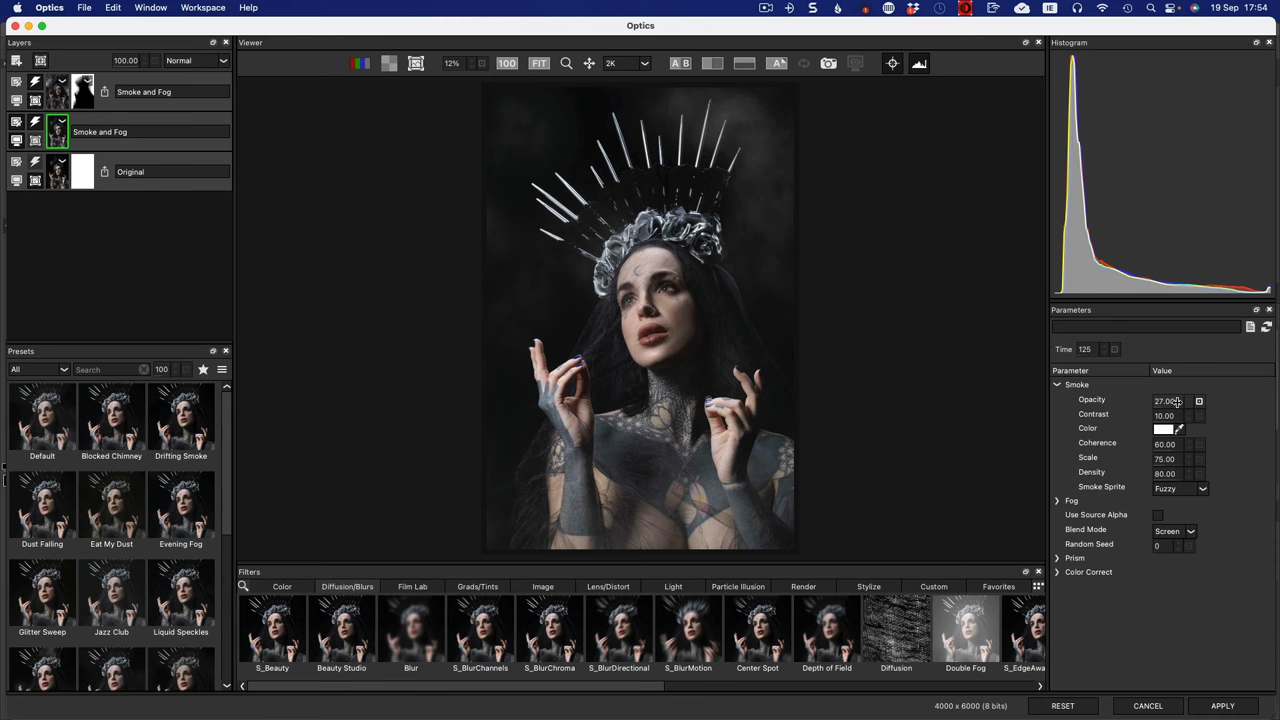 Optics File Edit View Masking Window Workspaces Help
IE 19 Sep 17:54
Optics
Layers
100.00 Normal
Smoke and Fog
Smoke and Fog
Original
Presets
All Search 100
Default Blocked Chimney Drifting Smoke
Dust Falling Eat My Dust Evening Fog
Glitter Sweep Jazz Club Liquid Speckles
Viewer
12% 100 FIT 2K A B A
Filters
Color Diffusion/Blurs Film Lab Grads/Tints Image Lens/Distort Light Particle Illusion Render Stylize Custom Favorites
S_Beauty Beauty Studio Blur S_BlurChannels S_BlurChroma S_BlurDirectional S_BlurMotion Center Spot Depth of Field Diffusion Double Fog S_EdgeAwa
Histogram
Parameters
Time 125
Parameter Value
Smoke
Opacity 27.00
Contrast 10.00
Color
Coherence 60.00
Scale 75.00
Density 80.00
Smoke Sprite Fuzzy
Fog
Use Source Alpha
Blend Mode Screen
Random Seed 0
Prism
Color Correct
4000 x 6000 (8 bits) RESET CANCEL APPLY